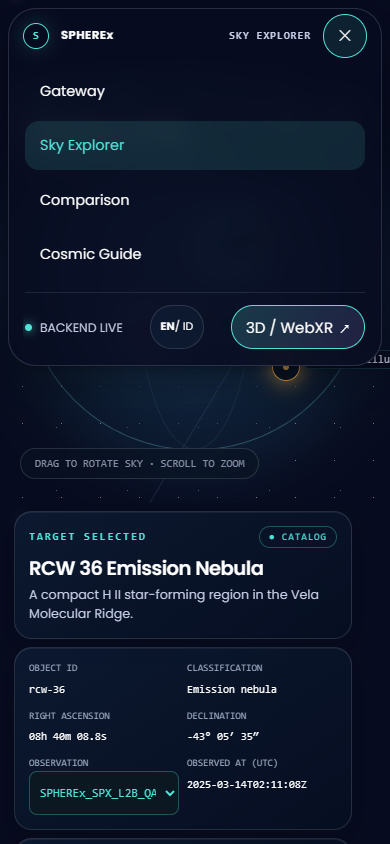 S SPHEREx SKY EXPLORER
Gateway
Sky Explorer
Comparison
Cosmic Guide
BACKEND LIVE EN/ ID 3D / WebXR ↗
DRAG TO ROTATE SKY · SCROLL TO ZOOM
TARGET SELECTED CATALOG
RCW 36 Emission Nebula
A compact H II star-forming region in the Vela
Molecular Ridge.
OBJECT ID CLASSIFICATION
rcw-36 Emission nebula
RIGHT ASCENSION DECLINATION
08h 40m 08.8s -43° 05′ 35″
OBSERVATION OBSERVED AT (UTC)
SPHEREx_SPX_L2B_QA 2025-03-14T02:11:08Z